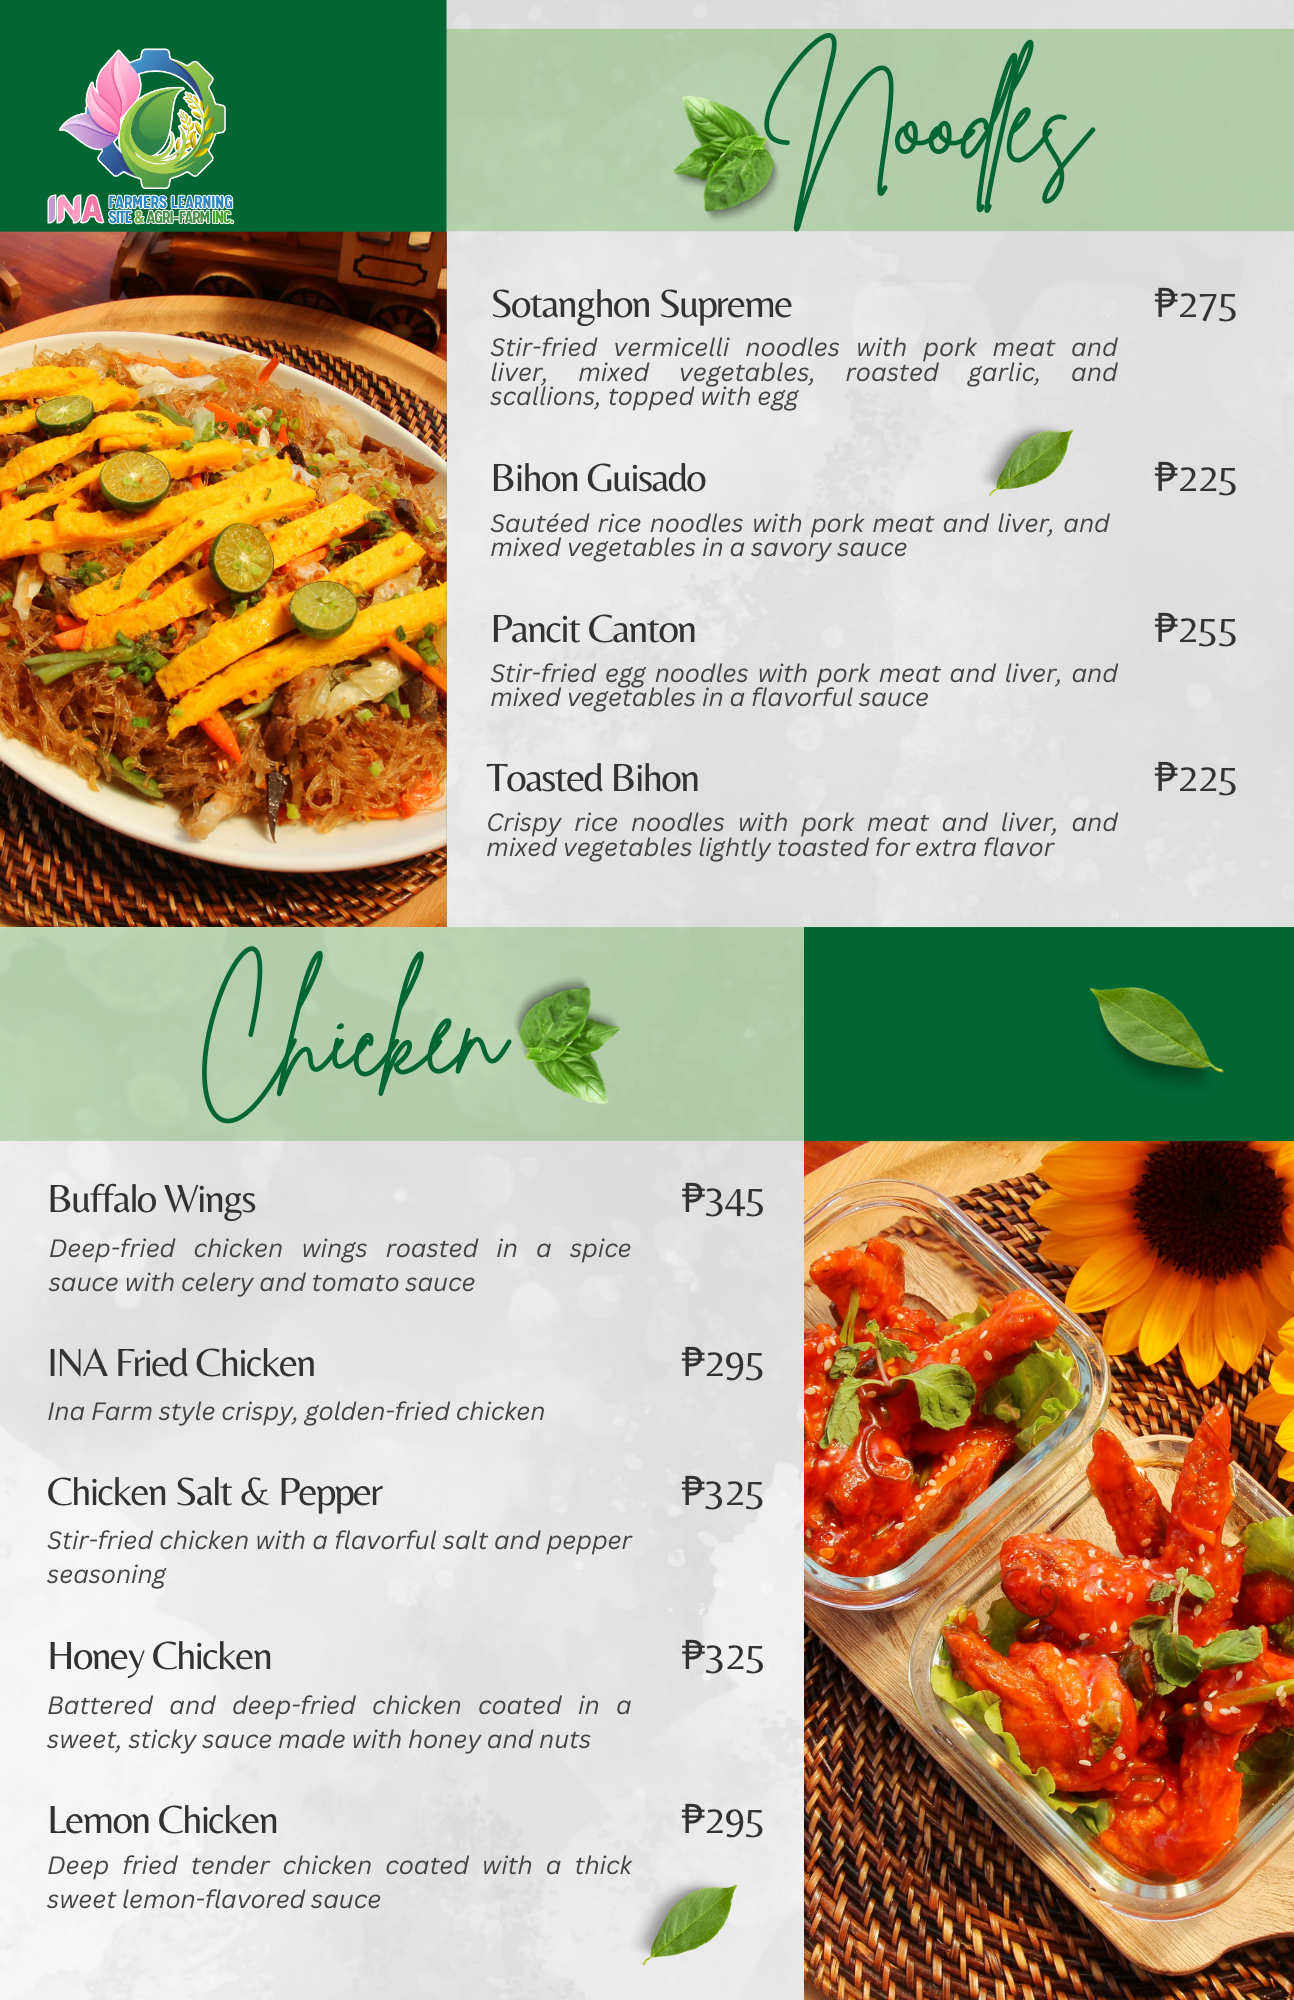 INA FARMERS LEARNING
SITE & AGRI-FARM INC.
Noodles
Sotanghon Supreme ₱275
Stir-fried vermicelli noodles with pork meat and
liver, mixed vegetables, roasted garlic, and
scallions, topped with egg
Bihon Guisado ₱225
Sautéed rice noodles with pork meat and liver, and
mixed vegetables in a savory sauce
Pancit Canton ₱255
Stir-fried egg noodles with pork meat and liver, and
mixed vegetables in a flavorful sauce
Toasted Bihon ₱225
Crispy rice noodles with pork meat and liver, and
mixed vegetables lightly toasted for extra flavor
Chicken
Buffalo Wings ₱345
Deep-fried chicken wings roasted in a spice
sauce with celery and tomato sauce
INA Fried Chicken ₱295
Ina Farm style crispy, golden-fried chicken
Chicken Salt & Pepper ₱325
Stir-fried chicken with a flavorful salt and pepper
seasoning
Honey Chicken ₱325
Battered and deep-fried chicken coated in a
sweet, sticky sauce made with honey and nuts
Lemon Chicken ₱295
Deep fried tender chicken coated with a thick
sweet lemon-flavored sauce